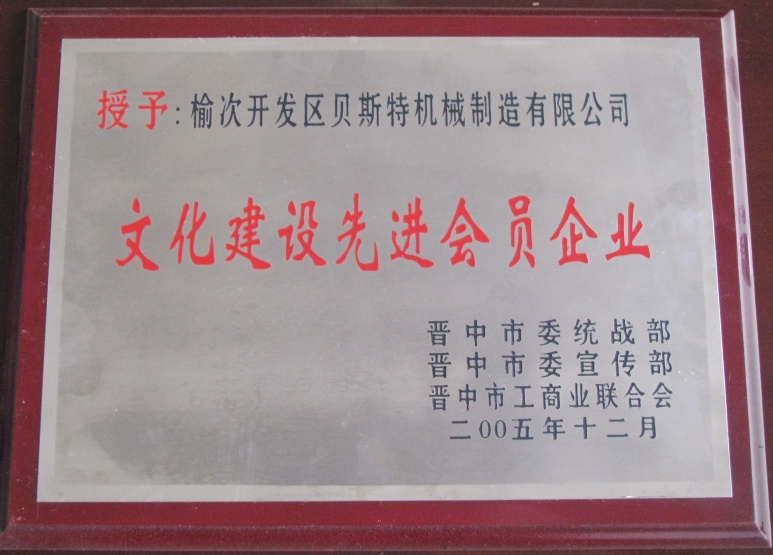 授予:榆次开发区贝斯特机械制造有限公司
文化建设先进会员企业
晋中市委统战部
晋中市委宣传部
晋中市工商业联合会
二00五年十二月